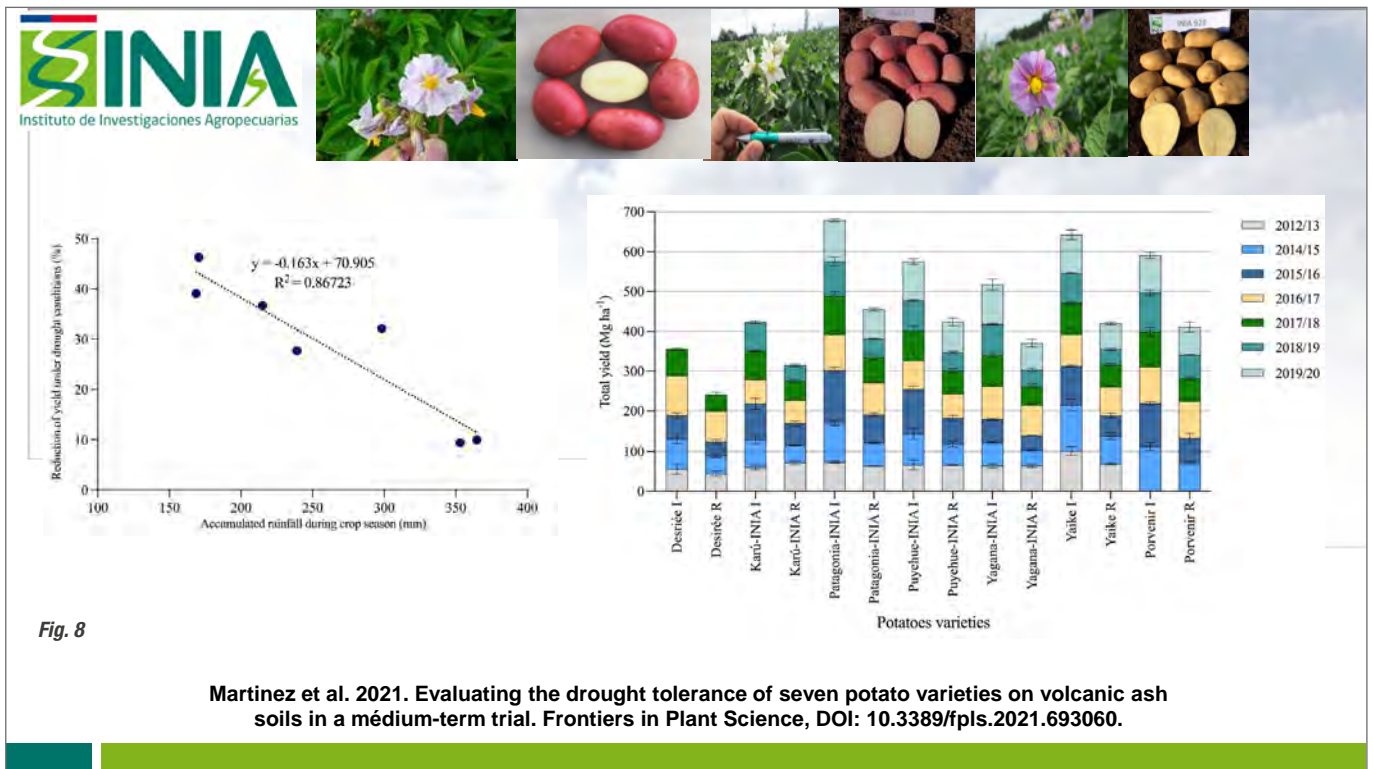 INIA
Instituto de Investigaciones Agropecuarias
INIA 920
Reduction of yield under drought conditions (%)
50
40
30
20
10
0
y = -0.163x + 70.905
R² = 0.86723
100 150 200 250 300 350 400
Accumulated rainfall during crop season (mm)
Total yield (Mg ha⁻¹)
700
600
500
400
300
200
100
0
2012/13
2014/15
2015/16
2016/17
2017/18
2018/19
2019/20
Desirée I
Desirée R
Karú-INIA I
Karú-INIA R
Patagonia-INIA I
Patagonia-INIA R
Puyehue-INIA I
Puyehue-INIA R
Yagana-INIA I
Yagana-INIA R
Yaike I
Yaike R
Porvenir I
Porvenir R
Potatoes varieties
Fig. 8
Martinez et al. 2021. Evaluating the drought tolerance of seven potato varieties on volcanic ash
soils in a médium-term trial. Frontiers in Plant Science, DOI: 10.3389/fpls.2021.693060.